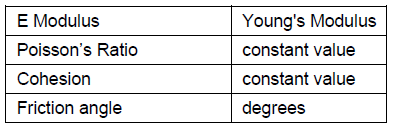 E Modulus Young's Modulus
Poisson’s Ratio constant value
Cohesion constant value
Friction angle degrees